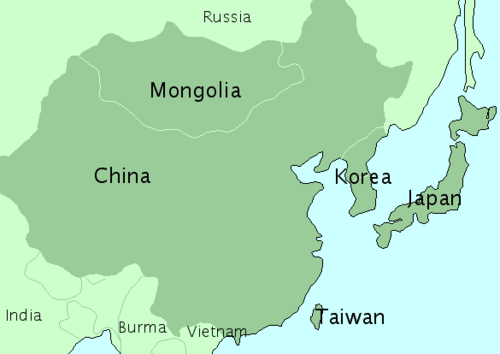 Russia
Mongolia
China
Korea
Japan
India
Burma
Vietnam
Taiwan